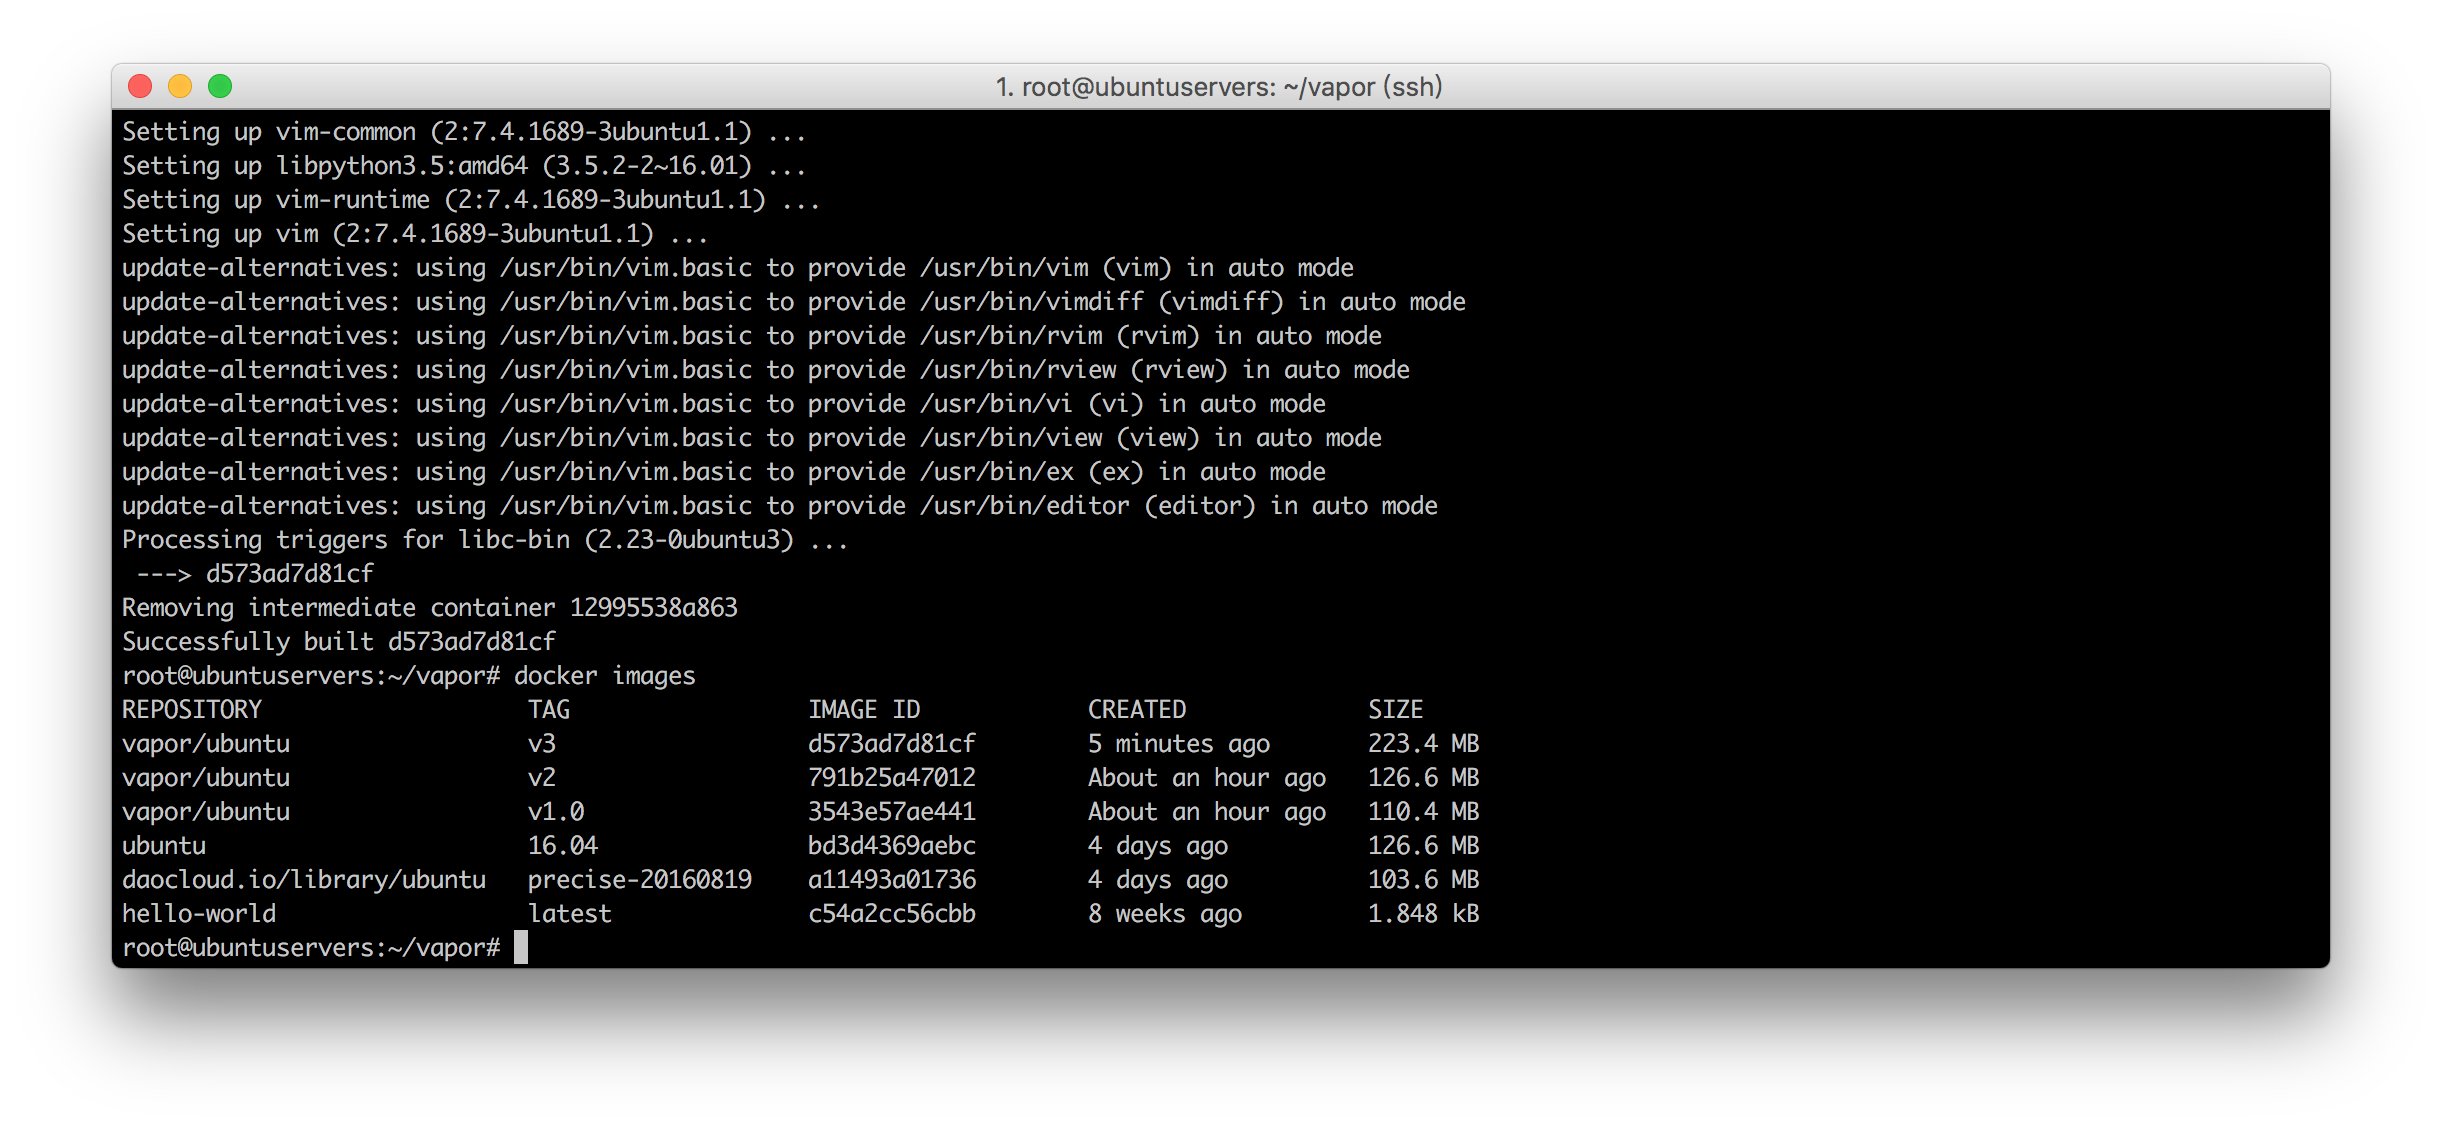 1. root@ubuntuservers: ~/vapor (ssh)
Setting up vim-common (2:7.4.1689-3ubuntu1.1) ...
Setting up libpython3.5:amd64 (3.5.2-2~16.01) ...
Setting up vim-runtime (2:7.4.1689-3ubuntu1.1) ...
Setting up vim (2:7.4.1689-3ubuntu1.1) ...
update-alternatives: using /usr/bin/vim.basic to provide /usr/bin/vim (vim) in auto mode
update-alternatives: using /usr/bin/vim.basic to provide /usr/bin/vimdiff (vimdiff) in auto mode
update-alternatives: using /usr/bin/vim.basic to provide /usr/bin/rvim (rvim) in auto mode
update-alternatives: using /usr/bin/vim.basic to provide /usr/bin/rview (rview) in auto mode
update-alternatives: using /usr/bin/vim.basic to provide /usr/bin/vi (vi) in auto mode
update-alternatives: using /usr/bin/vim.basic to provide /usr/bin/view (view) in auto mode
update-alternatives: using /usr/bin/vim.basic to provide /usr/bin/ex (ex) in auto mode
update-alternatives: using /usr/bin/vim.basic to provide /usr/bin/editor (editor) in auto mode
Processing triggers for libc-bin (2.23-0ubuntu3) ...
 ---> d573ad7d81cf
Removing intermediate container 12995538a863
Successfully built d573ad7d81cf
root@ubuntuservers:~/vapor# docker images
REPOSITORY                   TAG                 IMAGE ID            CREATED             SIZE
vapor/ubuntu                 v3                  d573ad7d81cf        5 minutes ago       223.4 MB
vapor/ubuntu                 v2                  791b25a47012        About an hour ago   126.6 MB
vapor/ubuntu                 v1.0                3543e57ae441        About an hour ago   110.4 MB
ubuntu                       16.04               bd3d4369aebc        4 days ago          126.6 MB
daocloud.io/library/ubuntu   precise-20160819    a11493a01736        4 days ago          103.6 MB
hello-world                  latest              c54a2cc56cbb        8 weeks ago         1.848 kB
root@ubuntuservers:~/vapor#